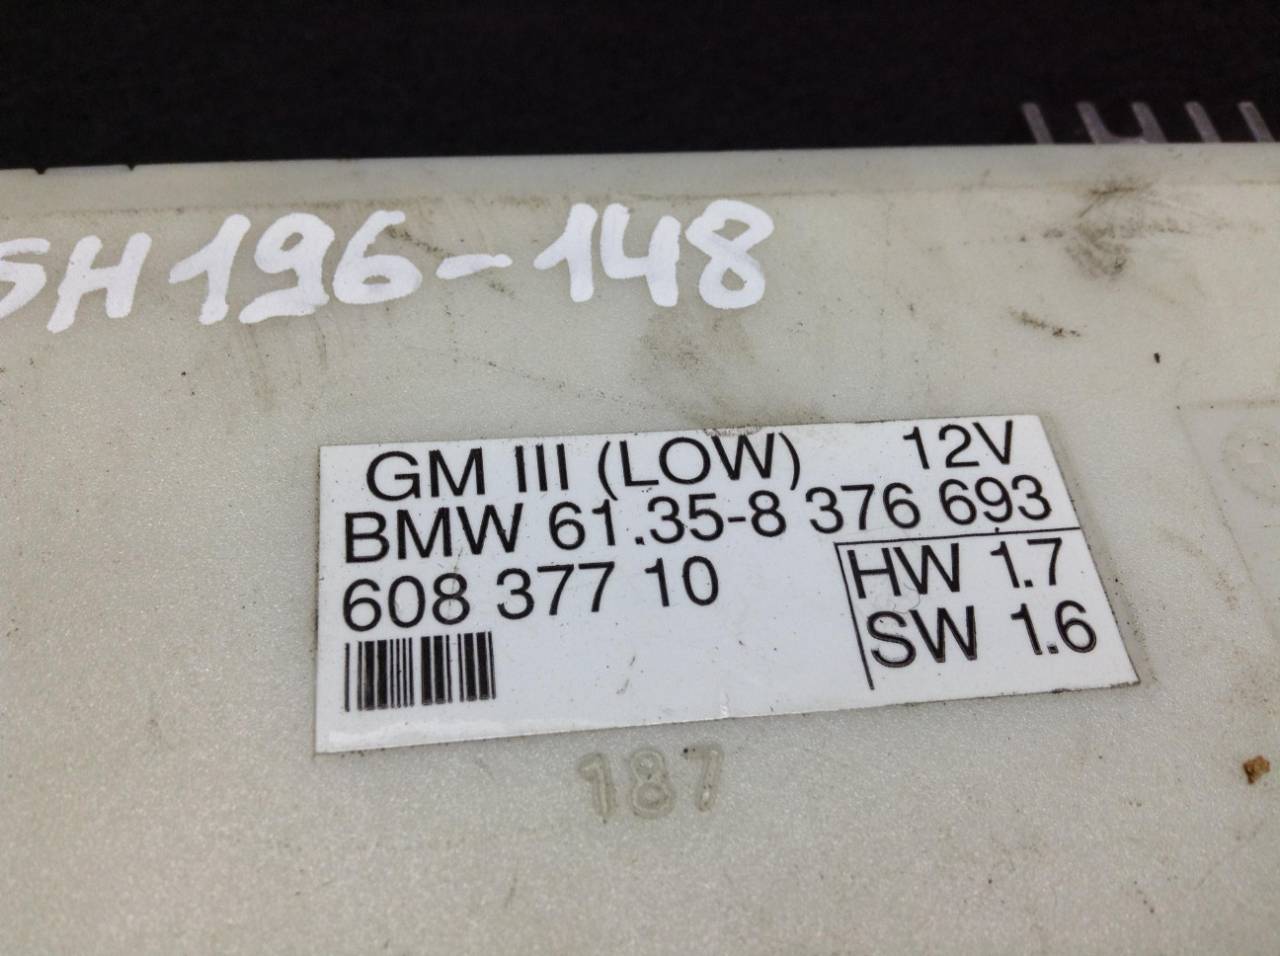 SH196-148
GM III (LOW) 12V
BMW 61.35-8 376 693
608 377 10
HW 1.7
SW 1.6
187